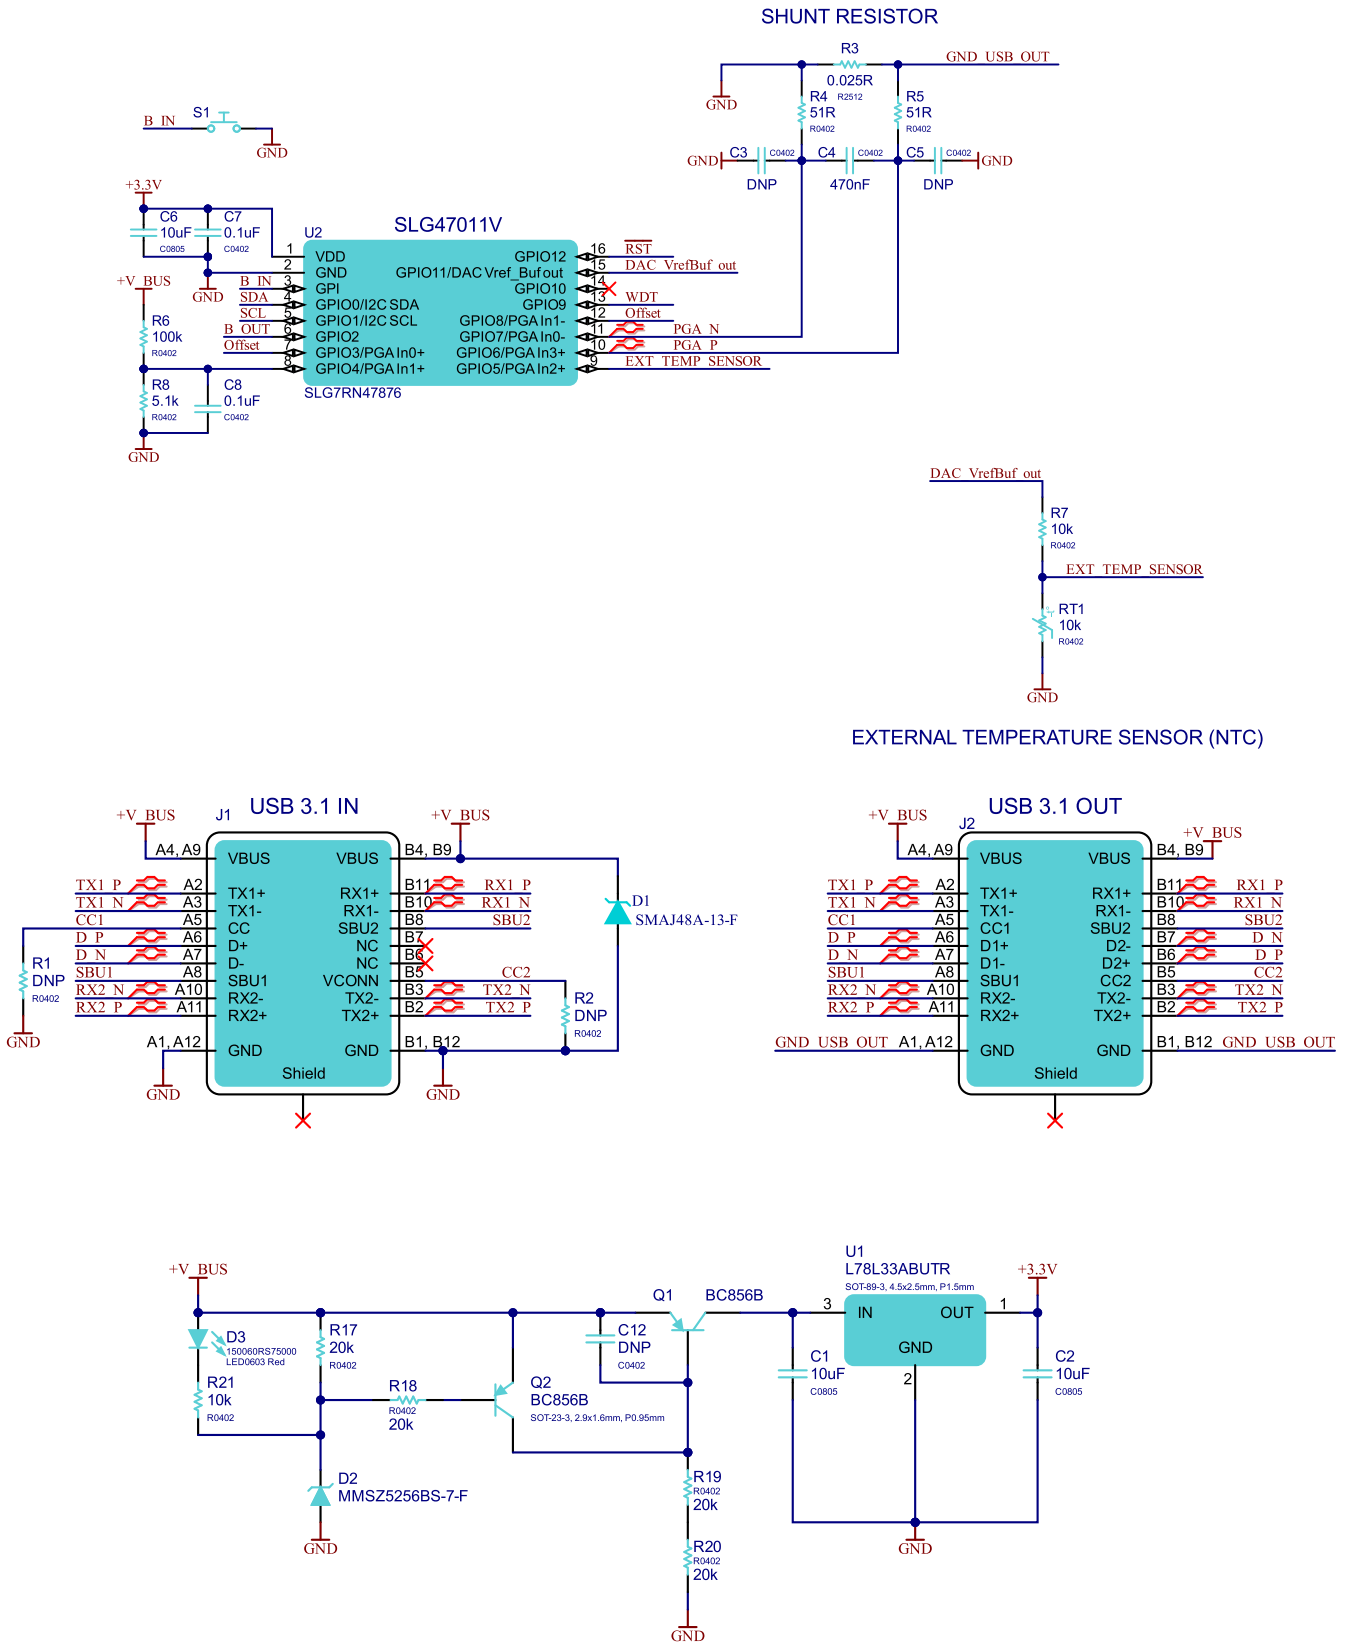 SHUNT RESISTOR
R3
0.025R
R2512
GND_USB_OUT
GND
R4
51R
R0402
R5
51R
R0402
GND
C3
C0402
DNP
C4
C0402
470nF
C5
C0402
DNP
GND
B_IN
S1
GND
+3.3V
C6
10uF
C0805
C7
0.1uF
C0402
GND
+V_BUS
R6
100k
R0402
R8
5.1k
R0402
C8
0.1uF
C0402
GND
SLG47011V
U2
1 VDD
2 GND
B_IN 3 GPI
SDA 4 GPIO0/I2C SDA
SCL 5 GPIO1/I2C SCL
B_OUT 6 GPIO2
Offset 7 GPIO3/PGA In0+
8 GPIO4/PGA In1+
GPIO12 16 RST
GPIO11/DAC Vref_Buf out 15 DAC_VrefBuf_out
GPIO10 14
GPIO9 13 WDT
GPIO8/PGA In1- 12 Offset
GPIO7/PGA In0- 11 PGA_N
GPIO6/PGA In3+ 10 PGA_P
GPIO5/PGA In2+ 9 EXT_TEMP_SENSOR
SLG7RN47876
DAC_VrefBuf_out
R7
10k
R0402
EXT_TEMP_SENSOR
RT1
10k
R0402
GND
EXTERNAL TEMPERATURE SENSOR (NTC)
USB 3.1 IN
J1
+V_BUS
+V_BUS
A4, A9 VBUS VBUS B4, B9
TX1_P A2 TX1+ RX1+ B11 RX1_P
TX1_N A3 TX1- RX1- B10 RX1_N
CC1 A5 CC SBU2 B8 SBU2
D_P A6 D+ NC B7
D_N A7 D- NC B6
SBU1 A8 SBU1 VCONN B5 CC2
RX2_N A10 RX2- TX2- B3 TX2_N
RX2_P A11 RX2+ TX2+ B2 TX2_P
A1, A12 GND GND B1, B12
Shield
GND
GND
R1
DNP
R0402
GND
R2
DNP
R0402
D1
SMAJ48A-13-F
USB 3.1 OUT
J2
+V_BUS
+V_BUS
A4, A9 VBUS VBUS B4, B9
TX1_P A2 TX1+ RX1+ B11 RX1_P
TX1_N A3 TX1- RX1- B10 RX1_N
CC1 A5 CC1 SBU2 B8 SBU2
D_P A6 D1+ D2- B7 D_N
D_N A7 D1- D2+ B6 D_P
SBU1 A8 SBU1 CC2 B5 CC2
RX2_N A10 RX2- TX2- B3 TX2_N
RX2_P A11 RX2+ TX2+ B2 TX2_P
GND_USB_OUT A1, A12 GND GND B1, B12 GND_USB_OUT
Shield
+V_BUS
D3
150060RS75000
LED0603 Red
R21
10k
R0402
R17
20k
R0402
R18
R0402
20k
D2
MMSZ5256BS-7-F
GND
Q2
BC856B
SOT-23-3, 2.9x1.6mm, P0.95mm
C12
DNP
C0402
Q1
BC856B
R19
R0402
20k
R20
R0402
20k
GND
U1
L78L33ABUTR
SOT-89-3, 4.5x2.5mm, P1.5mm
3 IN OUT 1
GND
2
C1
10uF
C0805
+3.3V
C2
10uF
C0805
GND